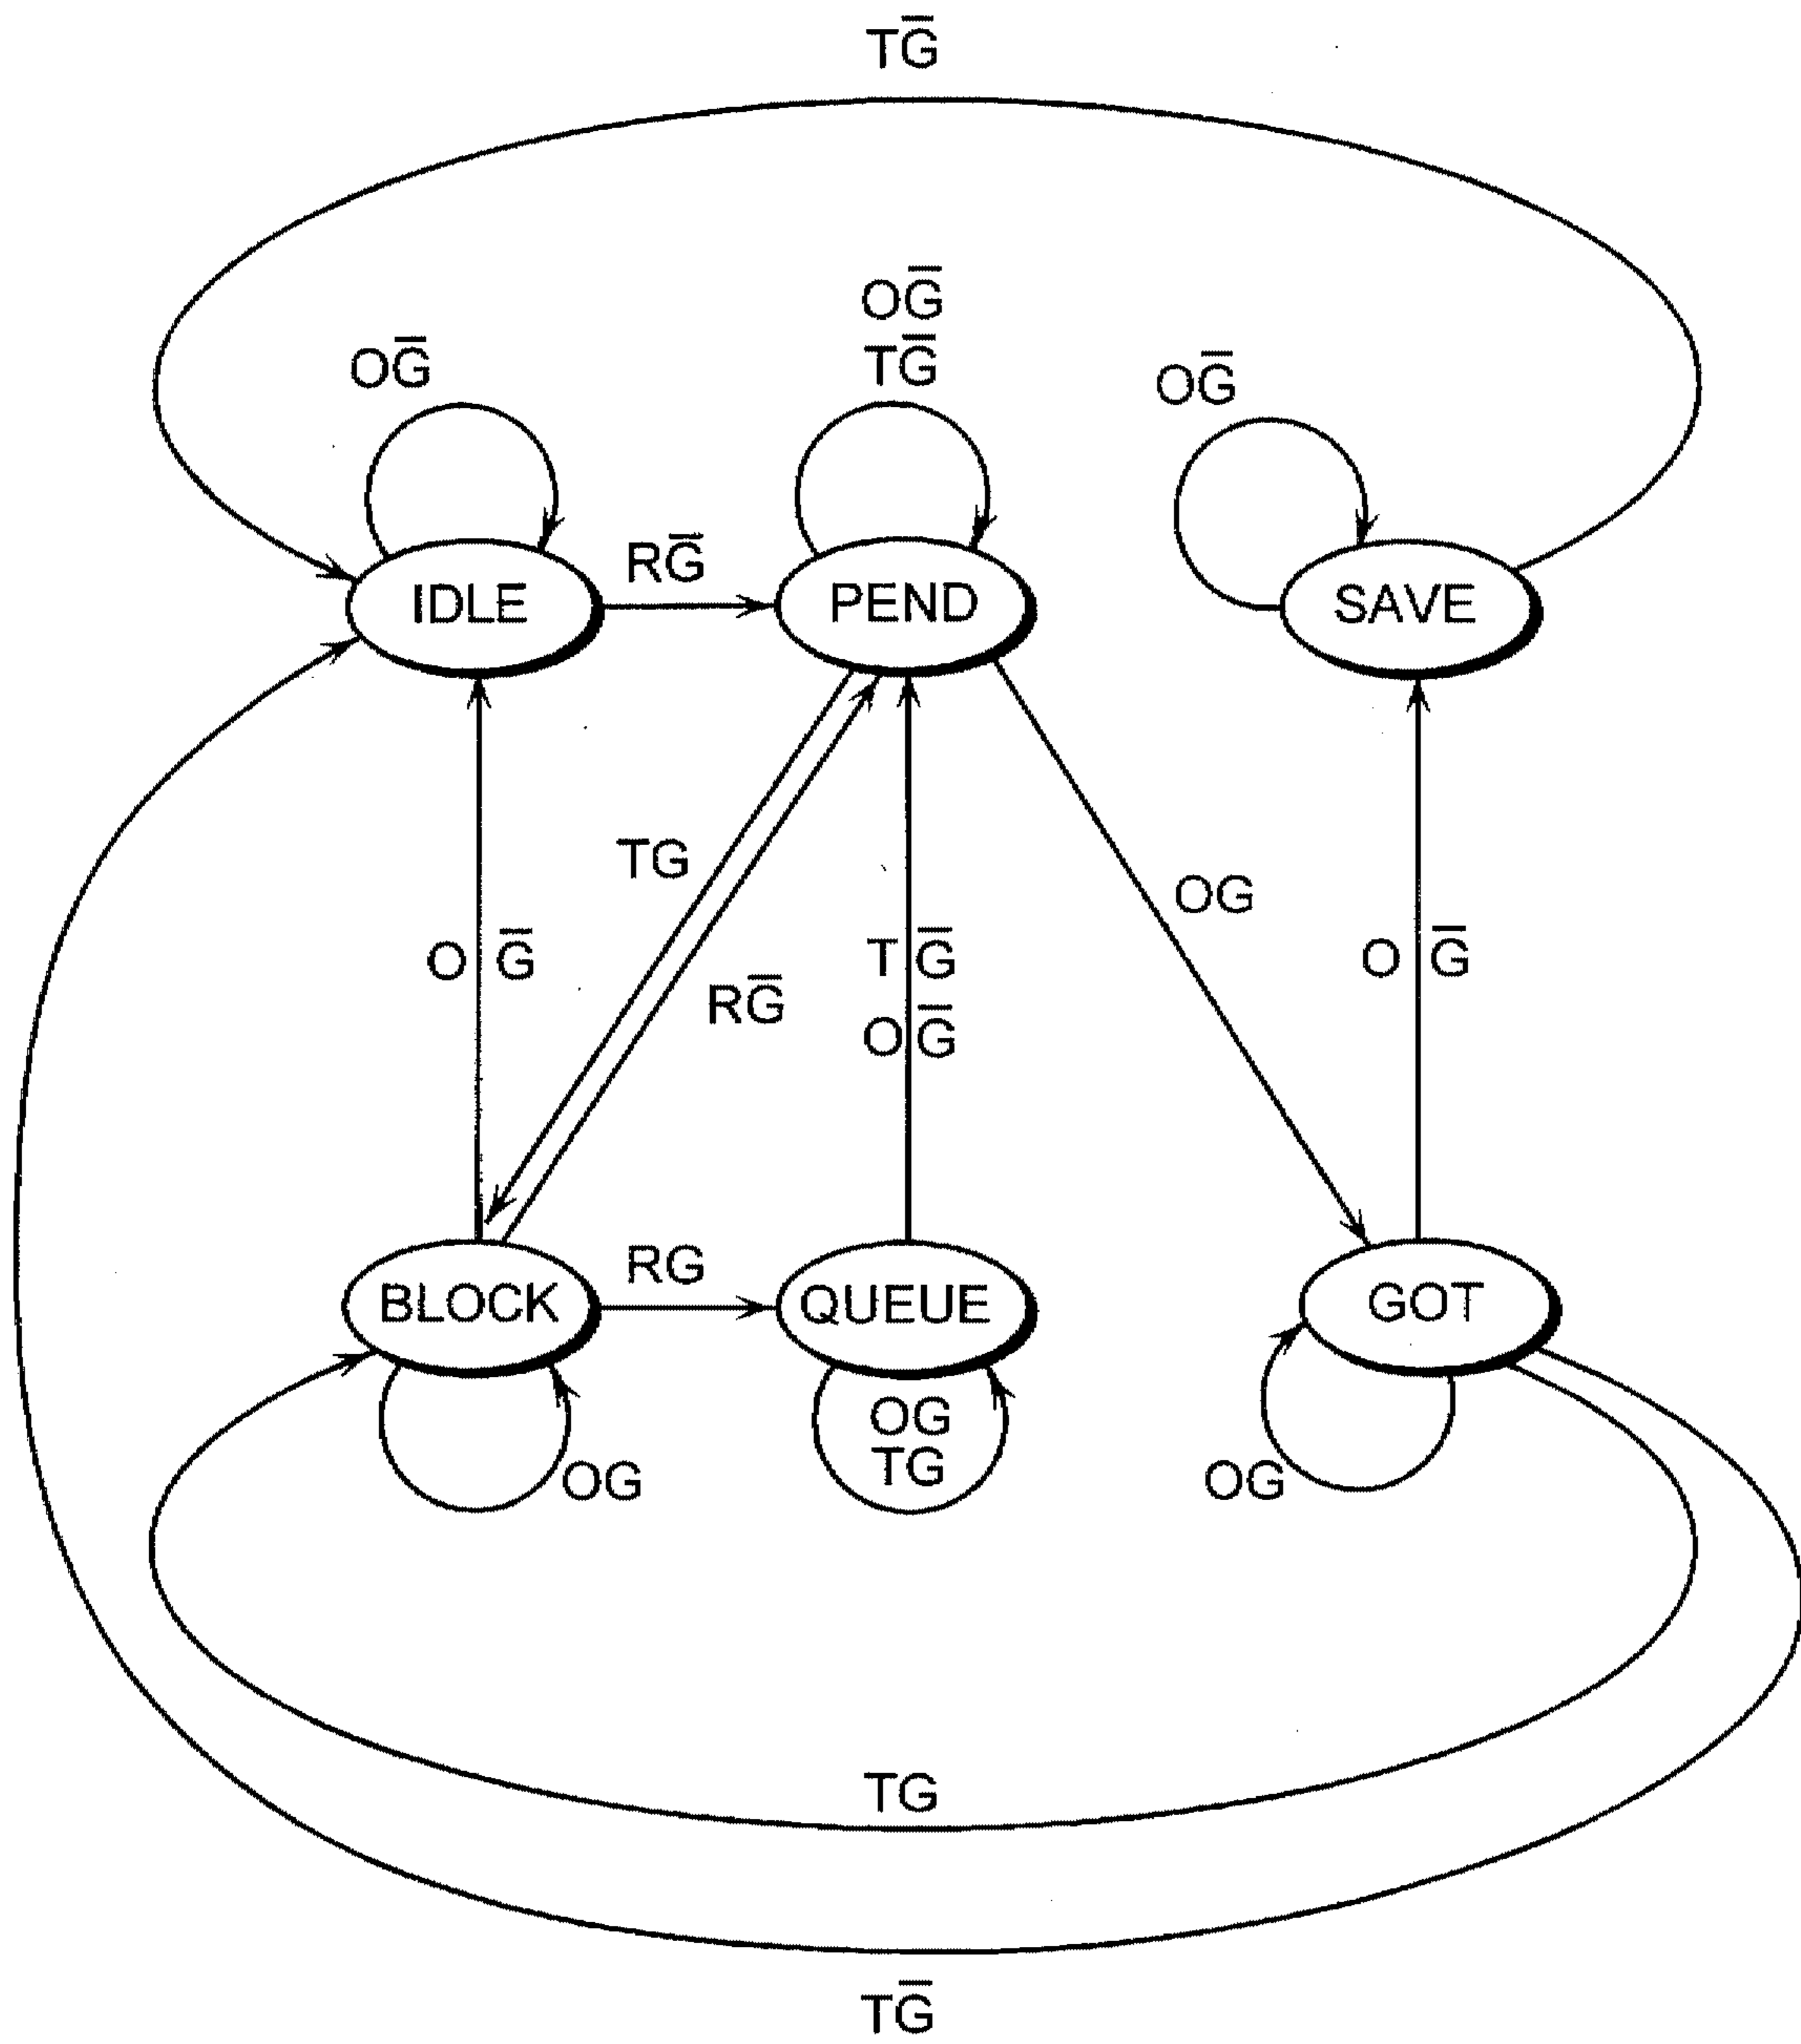 TG̅
OG̅
TG̅
OG̅
OG̅
RG̅
IDLE
PEND
SAVE
TG
OG
O G̅
RG̅
T G̅
O G̅
O G̅
RG
BLOCK
QUEUE
GOT
OG
TG
OG
OG
TG
TG̅